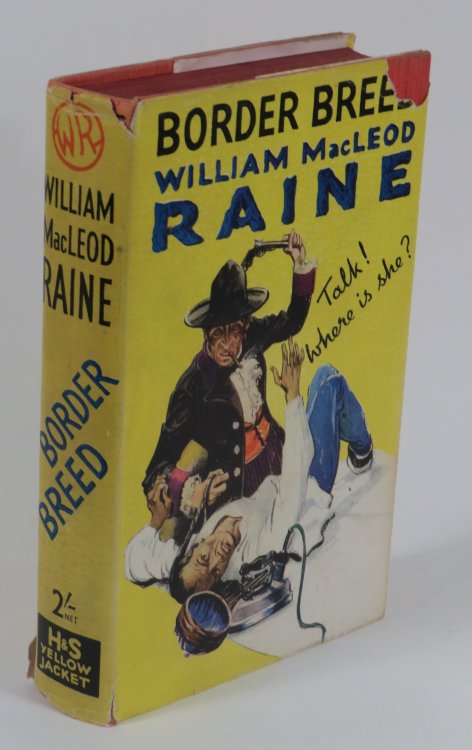 WR
WILLIAM
MacLEOD
RAINE
BORDER
BREED
2/-
NET
H&S
YELLOW
JACKET
BORDER BREED
WILLIAM MacLEOD
RAINE
Talk!
Where is she?